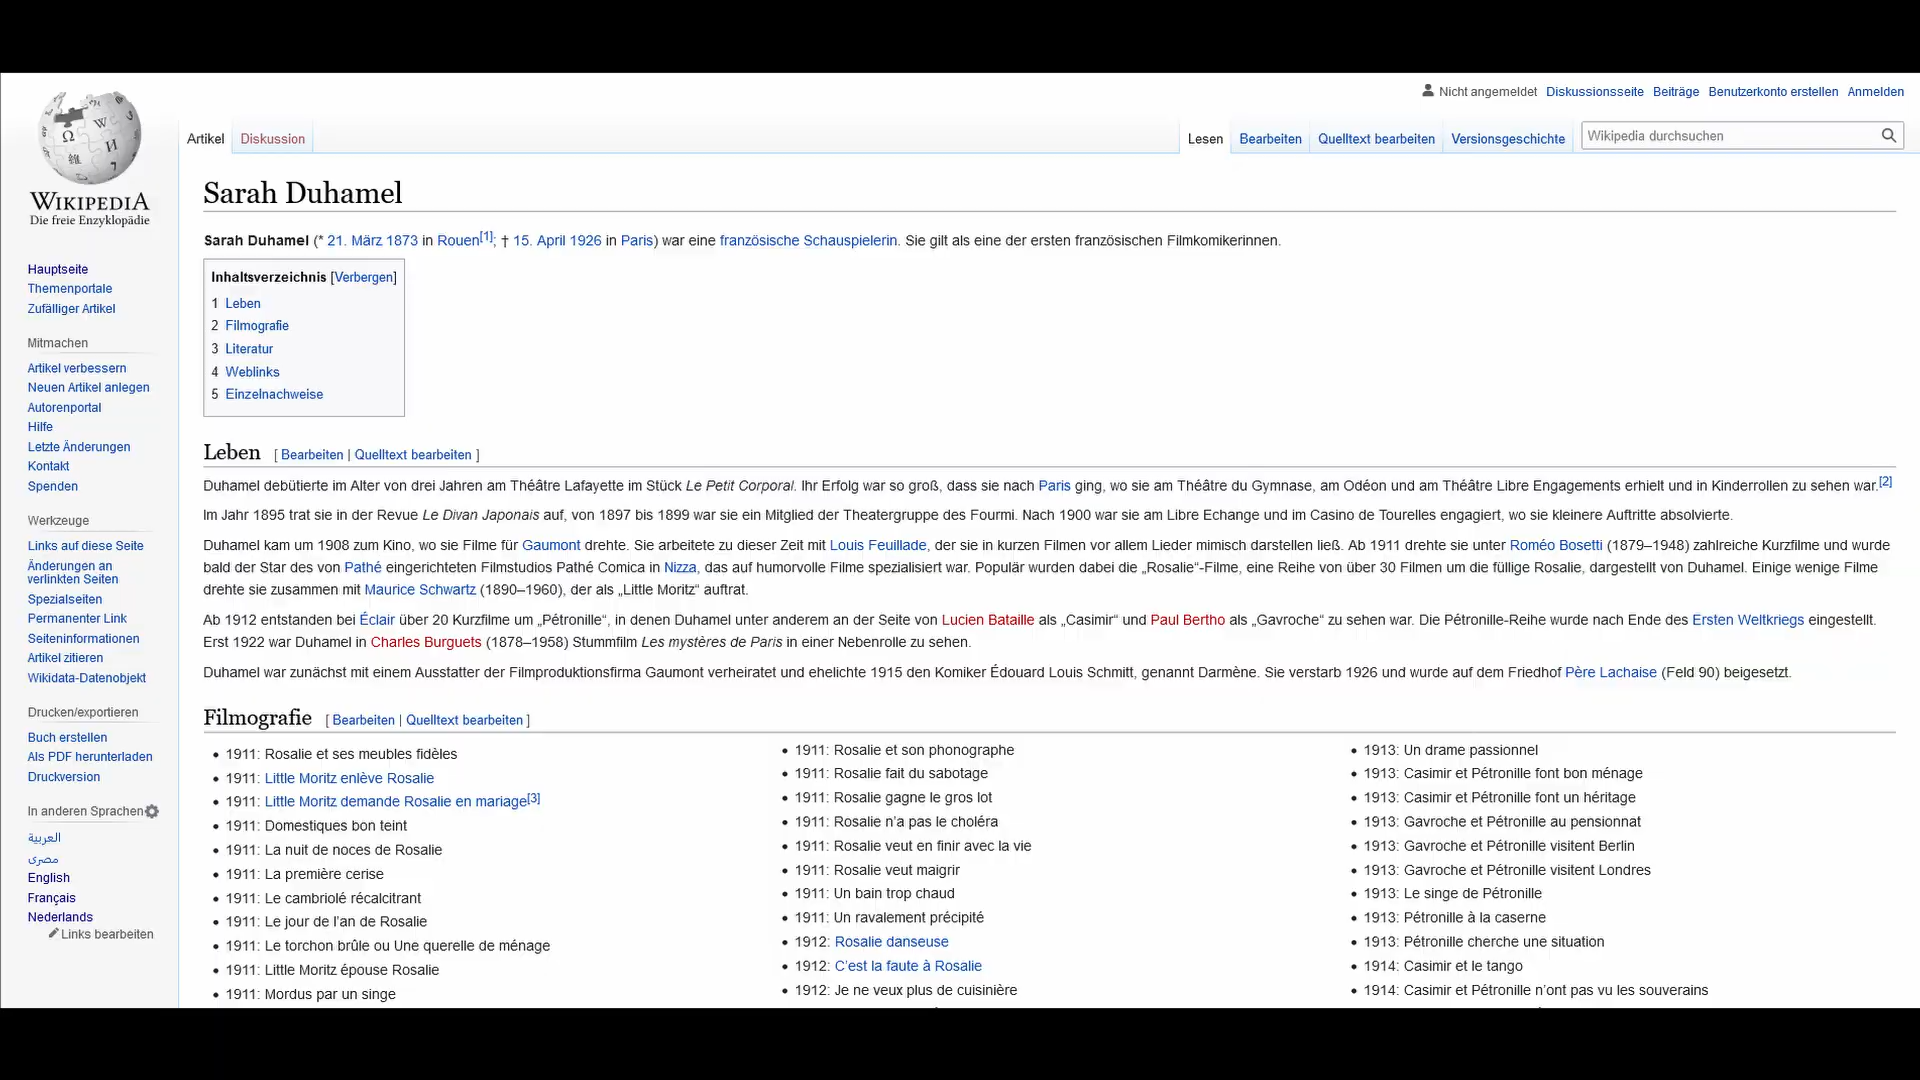 Nicht angemeldet Diskussionsseite Beiträge Benutzerkonto erstellen Anmelden
Artikel Diskussion Lesen Bearbeiten Quelltext bearbeiten Versionsgeschichte Wikipedia durchsuchen
WIKIPEDIA
Die freie Enzyklopädie
Hauptseite
Themenportale
Zufälliger Artikel
Mitmachen
Artikel verbessern
Neuen Artikel anlegen
Autorenportal
Hilfe
Letzte Änderungen
Kontakt
Spenden
Werkzeuge
Links auf diese Seite
Änderungen an
verlinkten Seiten
Spezialseiten
Permanenter Link
Seiteninformationen
Artikel zitieren
Wikidata-Datenobjekt
Drucken/exportieren
Buch erstellen
Als PDF herunterladen
Druckversion
In anderen Sprachen
العربية
مصرى
English
Français
Nederlands
Links bearbeiten
Sarah Duhamel
Sarah Duhamel (* 21. März 1873 in Rouen[1]; † 15. April 1926 in Paris) war eine französische Schauspielerin. Sie gilt als eine der ersten französischen Filmkomikerinnen.
Inhaltsverzeichnis [Verbergen]
1 Leben
2 Filmografie
3 Literatur
4 Weblinks
5 Einzelnachweise
Leben [ Bearbeiten | Quelltext bearbeiten ]
Duhamel debütierte im Alter von drei Jahren am Théâtre Lafayette im Stück Le Petit Corporal. Ihr Erfolg war so groß, dass sie nach Paris ging, wo sie am Théâtre du Gymnase, am Odéon und am Théâtre Libre Engagements erhielt und in Kinderrollen zu sehen war.[2]
Im Jahr 1895 trat sie in der Revue Le Divan Japonais auf, von 1897 bis 1899 war sie ein Mitglied der Theatergruppe des Fourmi. Nach 1900 war sie am Libre Echange und im Casino de Tourelles engagiert, wo sie kleinere Auftritte absolvierte.
Duhamel kam um 1908 zum Kino, wo sie Filme für Gaumont drehte. Sie arbeitete zu dieser Zeit mit Louis Feuillade, der sie in kurzen Filmen vor allem Lieder mimisch darstellen ließ. Ab 1911 drehte sie unter Roméo Bosetti (1879–1948) zahlreiche Kurzfilme und wurde
bald der Star des von Pathé eingerichteten Filmstudios Pathé Comica in Nizza, das auf humorvolle Filme spezialisiert war. Populär wurden dabei die „Rosalie“-Filme, eine Reihe von über 30 Filmen um die füllige Rosalie, dargestellt von Duhamel. Einige wenige Filme
drehte sie zusammen mit Maurice Schwartz (1890–1960), der als „Little Moritz“ auftrat.
Ab 1912 entstanden bei Éclair über 20 Kurzfilme um „Pétronille“, in denen Duhamel unter anderem an der Seite von Lucien Bataille als „Casimir“ und Paul Bertho als „Gavroche“ zu sehen war. Die Pétronille-Reihe wurde nach Ende des Ersten Weltkriegs eingestellt.
Erst 1922 war Duhamel in Charles Burguets (1878–1958) Stummfilm Les mystères de Paris in einer Nebenrolle zu sehen.
Duhamel war zunächst mit einem Ausstatter der Filmproduktionsfirma Gaumont verheiratet und ehelichte 1915 den Komiker Édouard Louis Schmitt, genannt Darmène. Sie verstarb 1926 und wurde auf dem Friedhof Père Lachaise (Feld 90) beigesetzt.
Filmografie [ Bearbeiten | Quelltext bearbeiten ]
1911: Rosalie et ses meubles fidèles
1911: Little Moritz enlève Rosalie
1911: Little Moritz demande Rosalie en mariage[3]
1911: Domestiques bon teint
1911: La nuit de noces de Rosalie
1911: La première cerise
1911: Le cambriolé récalcitrant
1911: Le jour de l’an de Rosalie
1911: Le torchon brûle ou Une querelle de ménage
1911: Little Moritz épouse Rosalie
1911: Mordus par un singe
1911: Rosalie et son phonographe
1911: Rosalie fait du sabotage
1911: Rosalie gagne le gros lot
1911: Rosalie n’a pas le choléra
1911: Rosalie veut en finir avec la vie
1911: Rosalie veut maigrir
1911: Un bain trop chaud
1911: Un ravalement précipité
1912: Rosalie danseuse
1912: C’est la faute à Rosalie
1912: Je ne veux plus de cuisinière
1913: Un drame passionnel
1913: Casimir et Pétronille font bon ménage
1913: Casimir et Pétronille font un héritage
1913: Gavroche et Pétronille au pensionnat
1913: Gavroche et Pétronille visitent Berlin
1913: Gavroche et Pétronille visitent Londres
1913: Le singe de Pétronille
1913: Pétronille à la caserne
1913: Pétronille cherche une situation
1914: Casimir et le tango
1914: Casimir et Pétronille n’ont pas vu les souverains